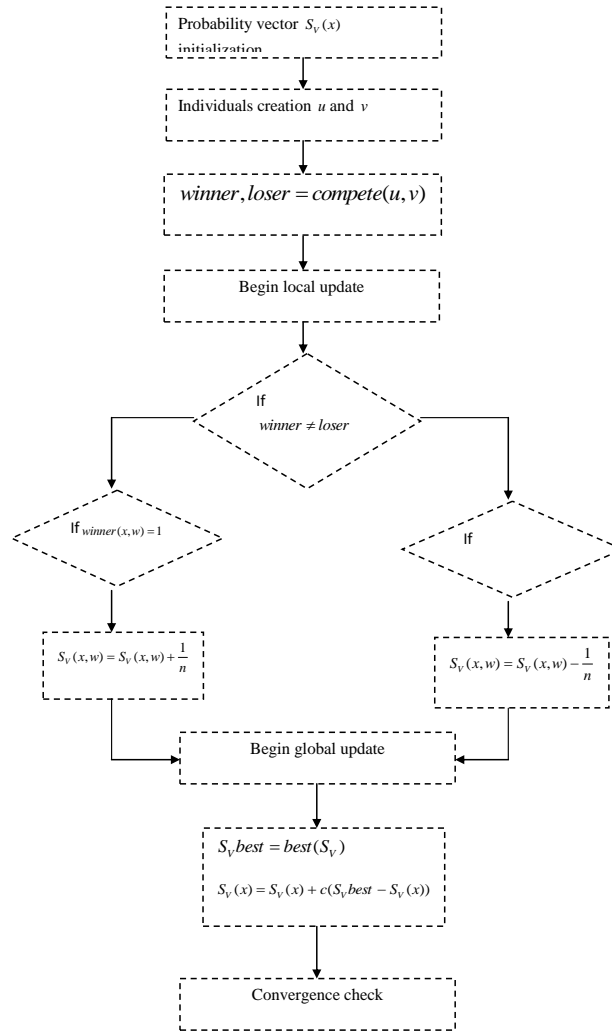 Probability vector S_V(x)
initialization
Individuals creation u and v
winner, loser = compete(u, v)
Begin local update
If
winner ≠ loser
If winner(x, w) = 1
If
S_V(x, w) = S_V(x, w) + 1/n
S_V(x, w) = S_V(x, w) − 1/n
Begin global update
S_V best = best(S_V)
S_V(x) = S_V(x) + c(S_V best − S_V(x))
Convergence check